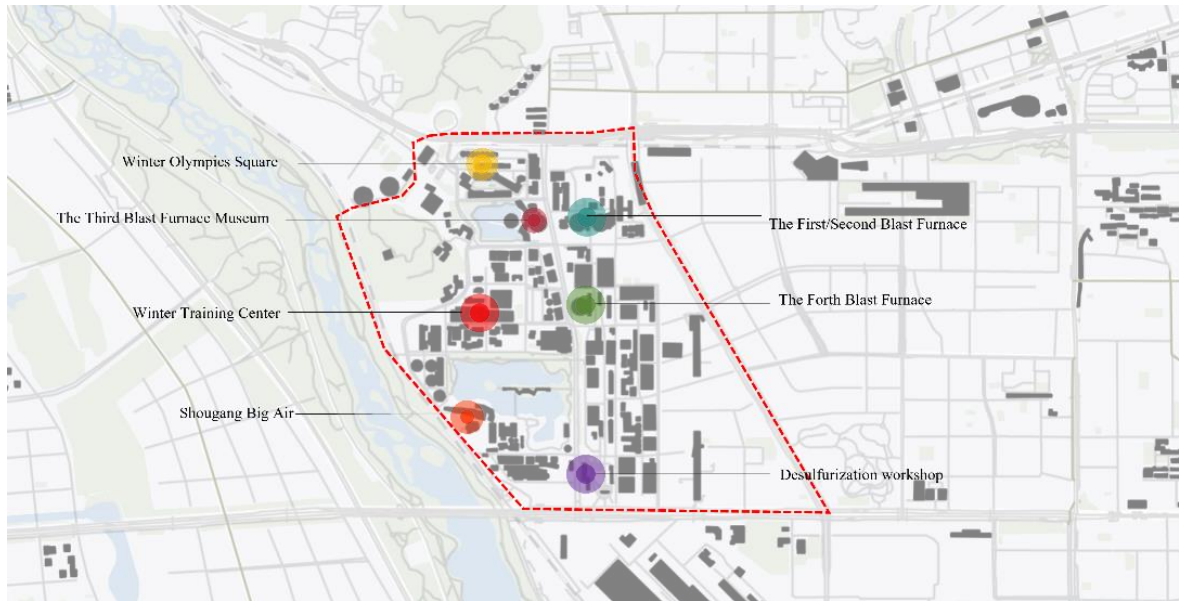 Winter Olympics Square
The Third Blast Furnace Museum
The First/Second Blast Furnace
Winter Training Center
The Forth Blast Furnace
Shougang Big Air
Desulfurization workshop